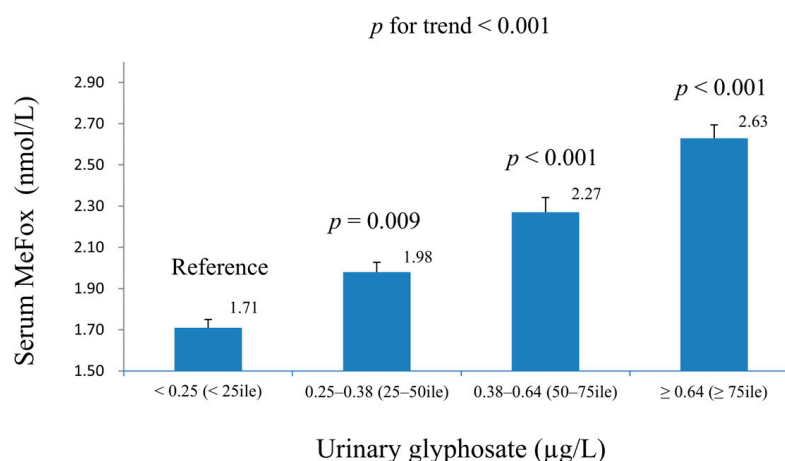 p for trend < 0.001
Serum MeFox (nmol/L)
2.90
2.70
2.50
2.30
2.10
1.90
1.70
1.50
Reference
1.71
p = 0.009
1.98
p < 0.001
2.27
p < 0.001
2.63
< 0.25 (< 25ile)
0.25–0.38 (25–50ile)
0.38–0.64 (50–75ile)
≥ 0.64 (≥ 75ile)
Urinary glyphosate (µg/L)